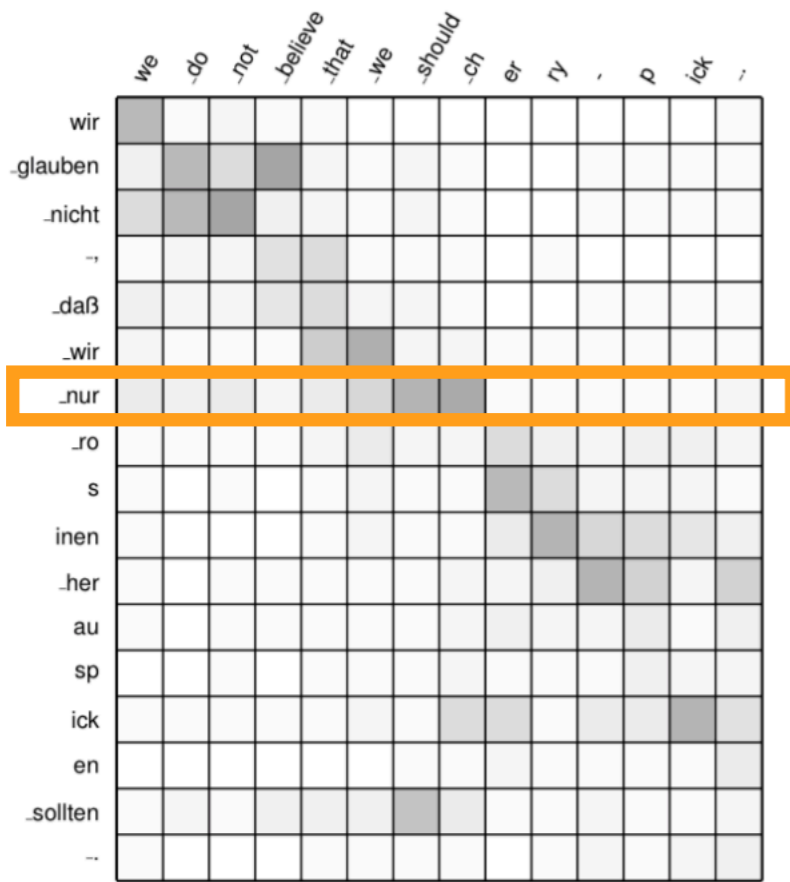 we _do _not _believe _that _we _should _ch er ry - p ick _.
wir
_glauben
_nicht
_,
_daß
_wir
_nur
_ro
s
inen
_her
au
sp
ick
en
_sollten
_.